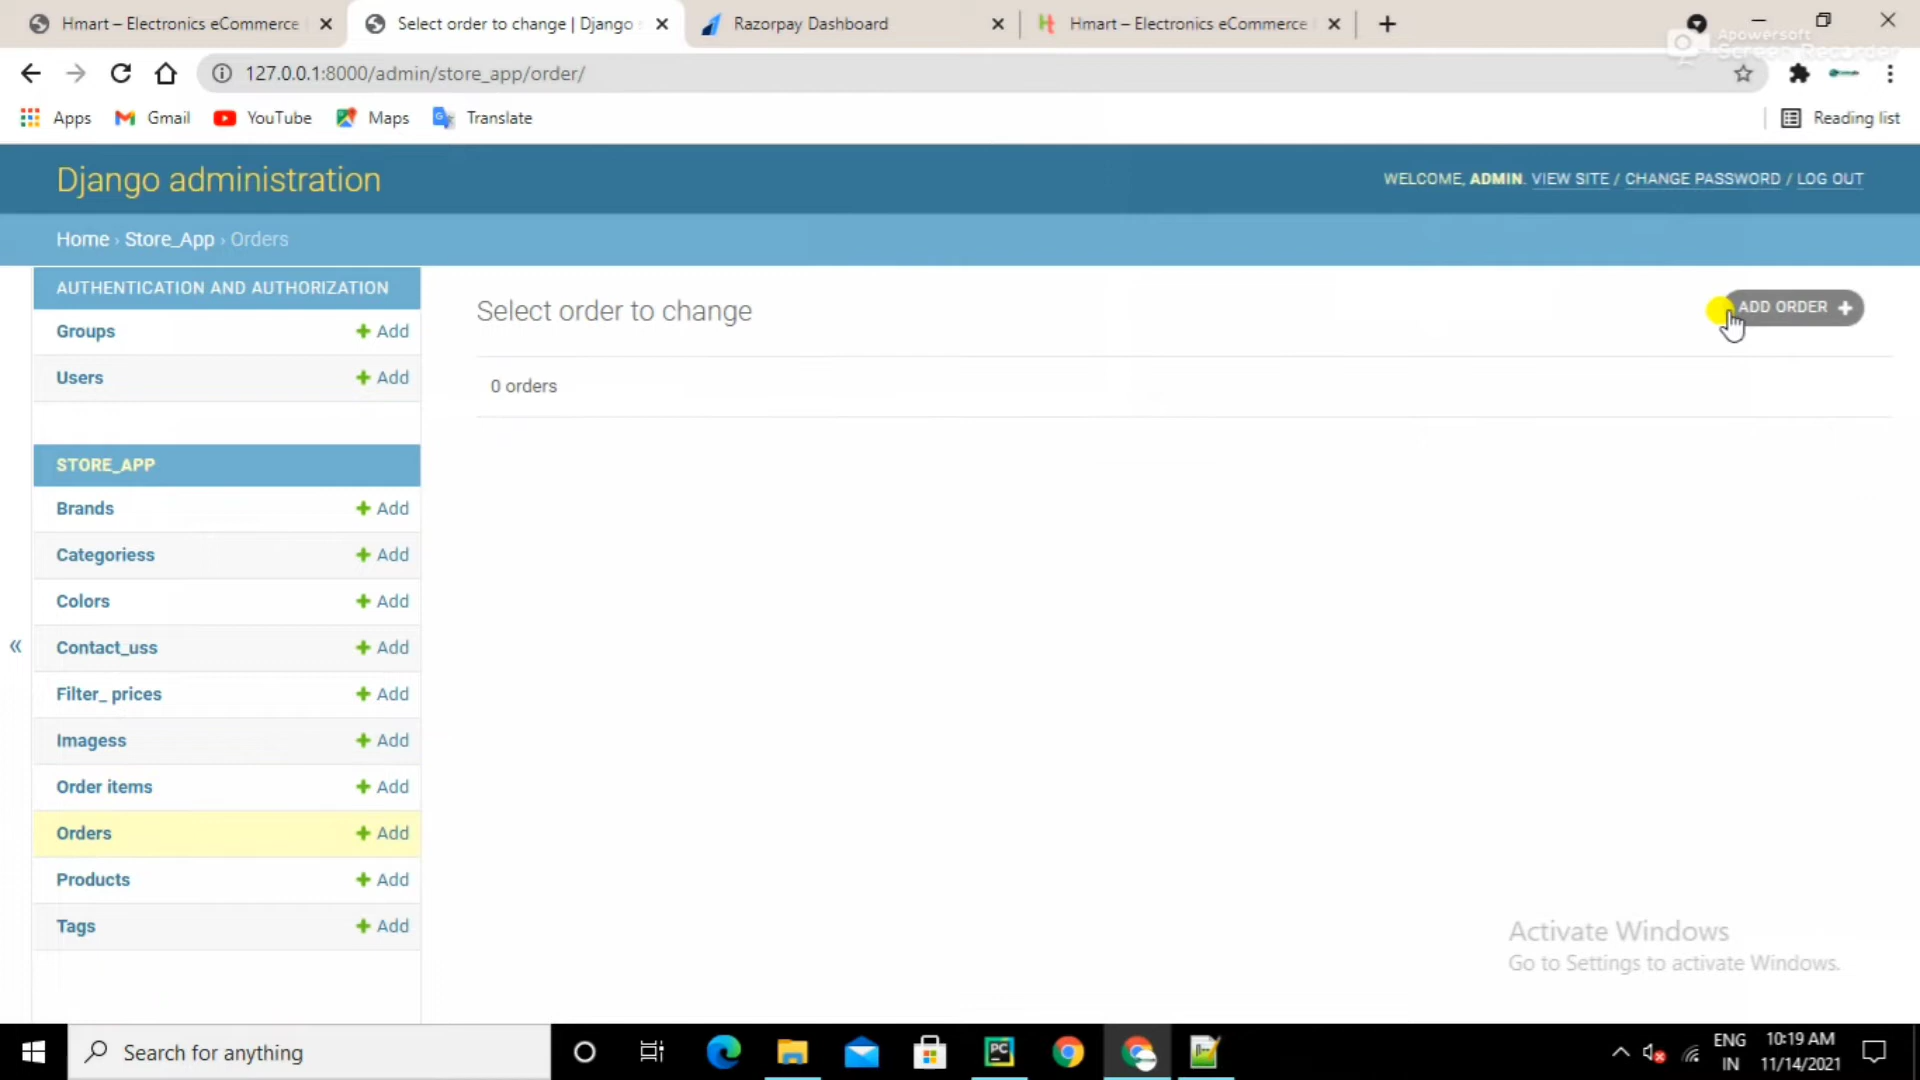 Hmart – Electronics eCommerce
Select order to change | Django
Razorpay Dashboard
Hmart – Electronics eCommerce
Apowersoft
Screen Recorder
127.0.0.1:8000/admin/store_app/order/
Apps
Gmail
YouTube
Maps
Translate
Reading list
Django administration
WELCOME, ADMIN. VIEW SITE / CHANGE PASSWORD / LOG OUT
Home › Store_App › Orders
AUTHENTICATION AND AUTHORIZATION
Groups + Add
Users + Add
STORE_APP
Brands + Add
Categoriess + Add
Colors + Add
Contact_uss + Add
Filter_ prices + Add
Imagess + Add
Order items + Add
Orders + Add
Products + Add
Tags + Add
«
Select order to change
ADD ORDER +
0 orders
Activate Windows
Go to Settings to activate Windows.
Search for anything
ENG
IN
10:19 AM
11/14/2021